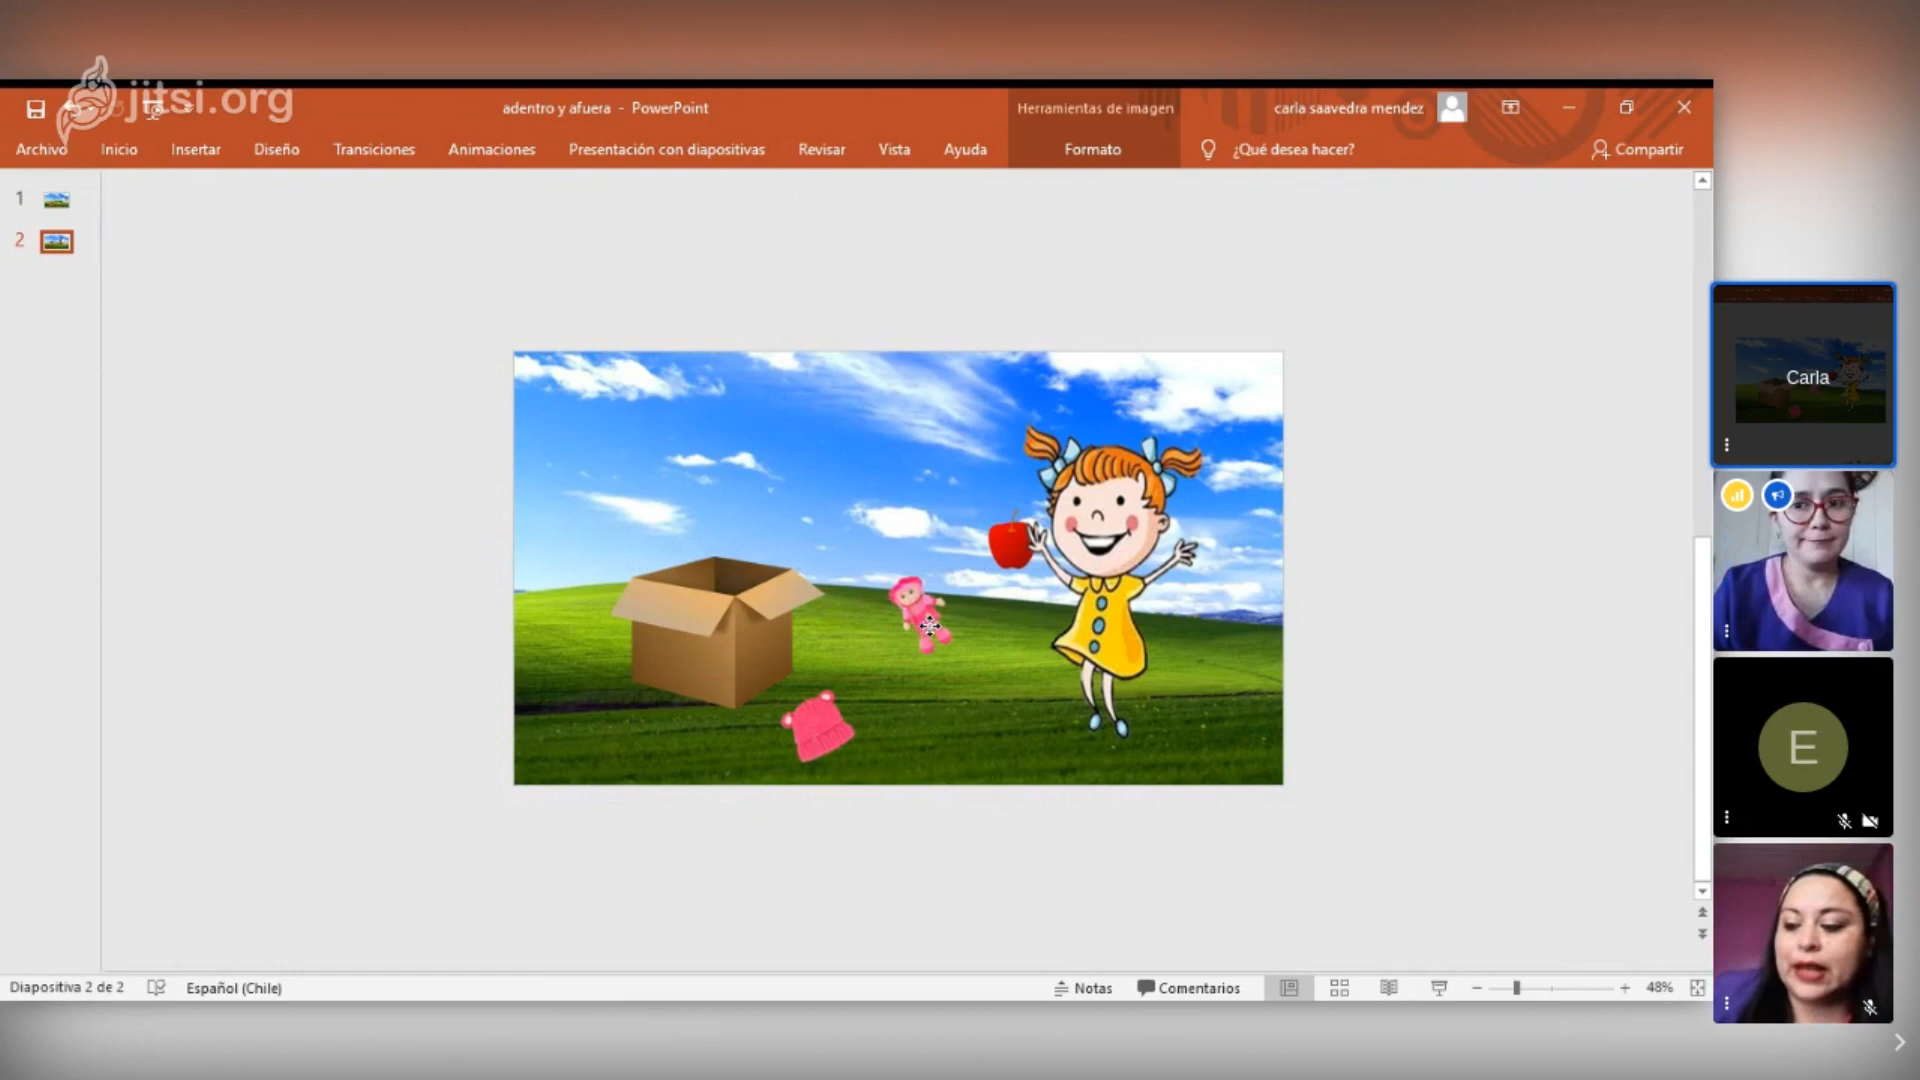 jitsi.org
adentro y afuera - PowerPoint
Herramientas de imagen
carla saavedra mendez
Archivo Inicio Insertar Diseño Transiciones Animaciones Presentación con diapositivas Revisar Vista Ayuda Formato ¿Qué desea hacer? Compartir
1
2
Carla
E
Diapositiva 2 de 2 Español (Chile) Notas Comentarios 48%